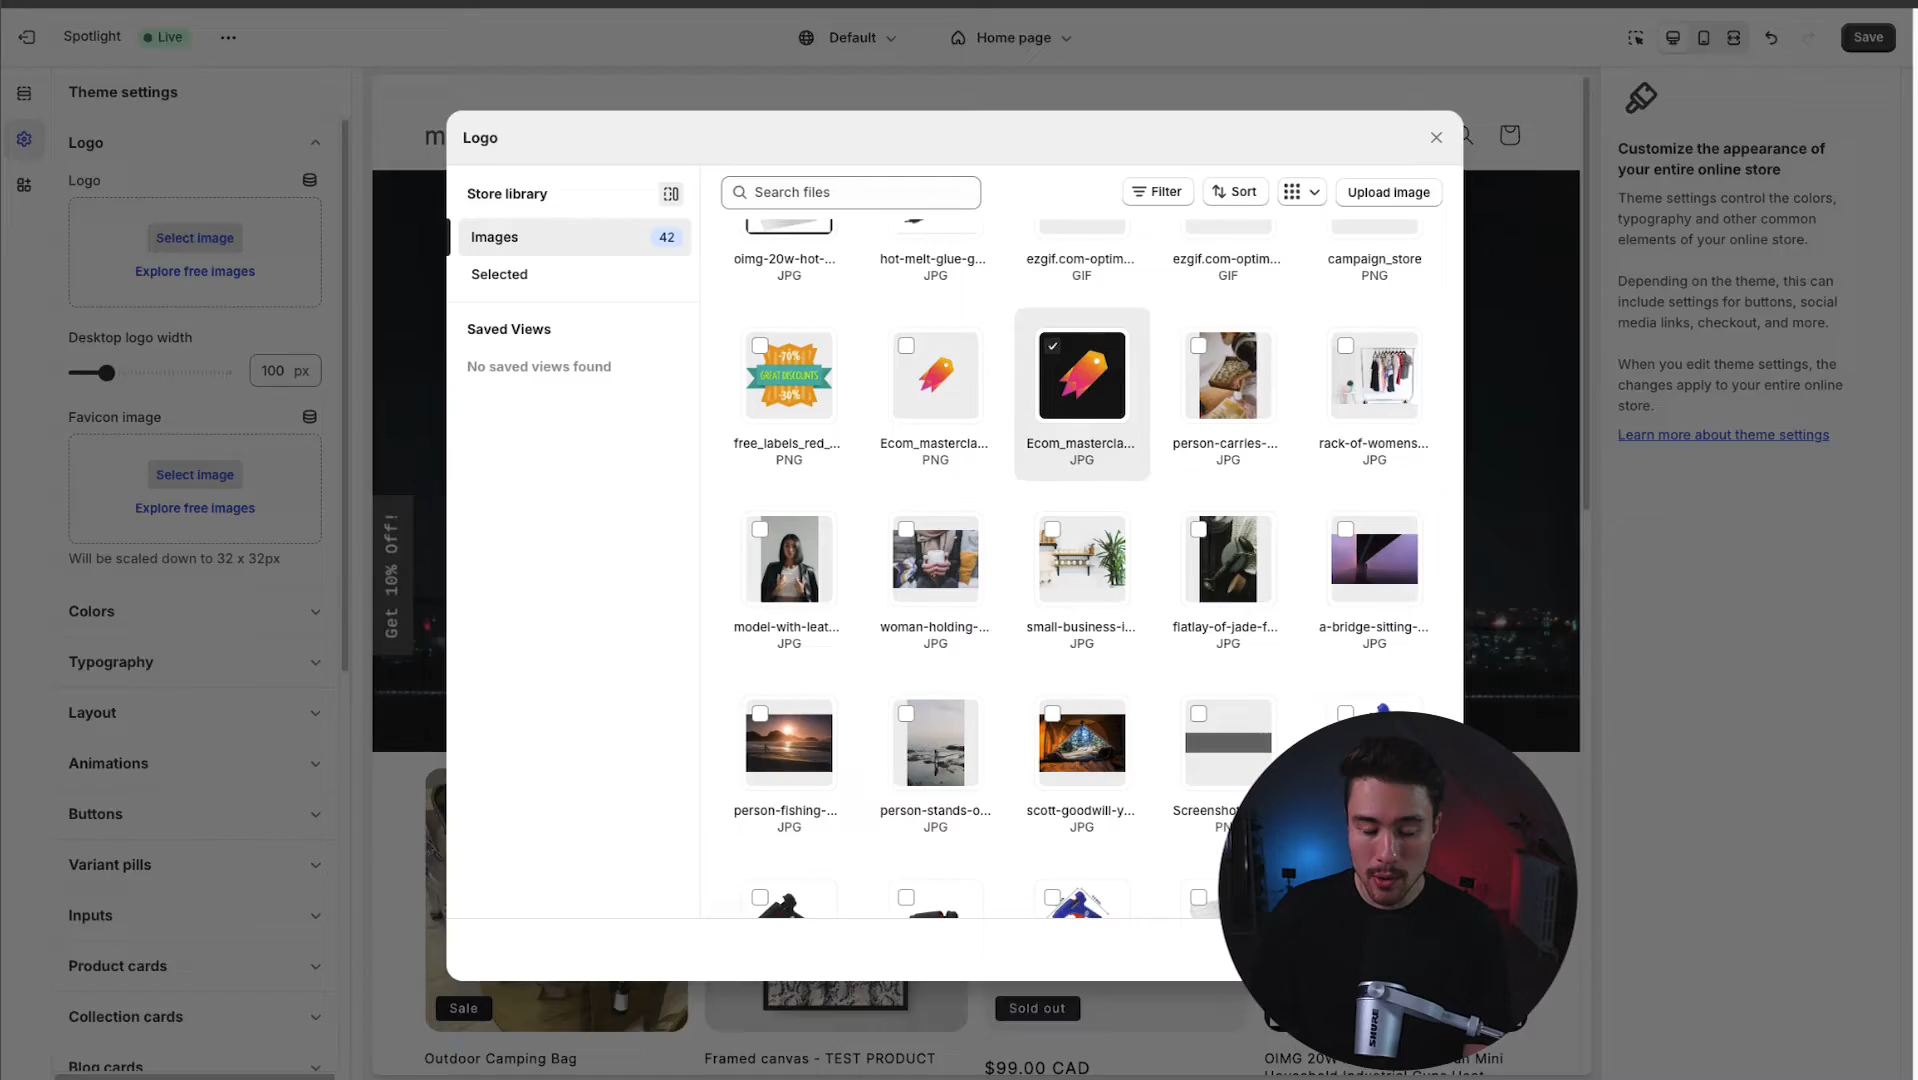 Spotlight
Live
Default
Home page
Save
Theme settings
Logo
Logo
Select image
Explore free images
Desktop logo width
100 px
Favicon image
Select image
Explore free images
Will be scaled down to 32 x 32px
Colors
Typography
Layout
Animations
Buttons
Variant pills
Inputs
Product cards
Collection cards
Blog cards
Get 10% Off!
Logo
Store library
Images
42
Selected
Saved Views
No saved views found
Search files
Filter
Sort
Upload image
oimg-20w-hot-...
JPG
hot-melt-glue-g...
JPG
ezgif.com-optim...
GIF
ezgif.com-optim...
GIF
campaign_store
PNG
-70%
GREAT DISCOUNTS
-30%
free_labels_red_...
PNG
Ecom_mastercla...
PNG
Ecom_mastercla...
JPG
person-carries-...
JPG
rack-of-womens...
JPG
model-with-leat...
JPG
woman-holding-...
JPG
small-business-i...
JPG
flatlay-of-jade-f...
JPG
a-bridge-sitting-...
JPG
person-fishing-...
JPG
person-stands-o...
JPG
scott-goodwill-y...
JPG
Screenshot
Customize the appearance of
your entire online store
Theme settings control the colors,
typography and other common
elements of your online store.
Depending on the theme, this can
include settings for buttons, social
media links, checkout, and more.
When you edit theme settings, the
changes apply to your entire online
store.
Learn more about theme settings
Sale
Outdoor Camping Bag
Framed canvas - TEST PRODUCT
Sold out
$99.00 CAD
OIMG 20W
Mini
SHURE